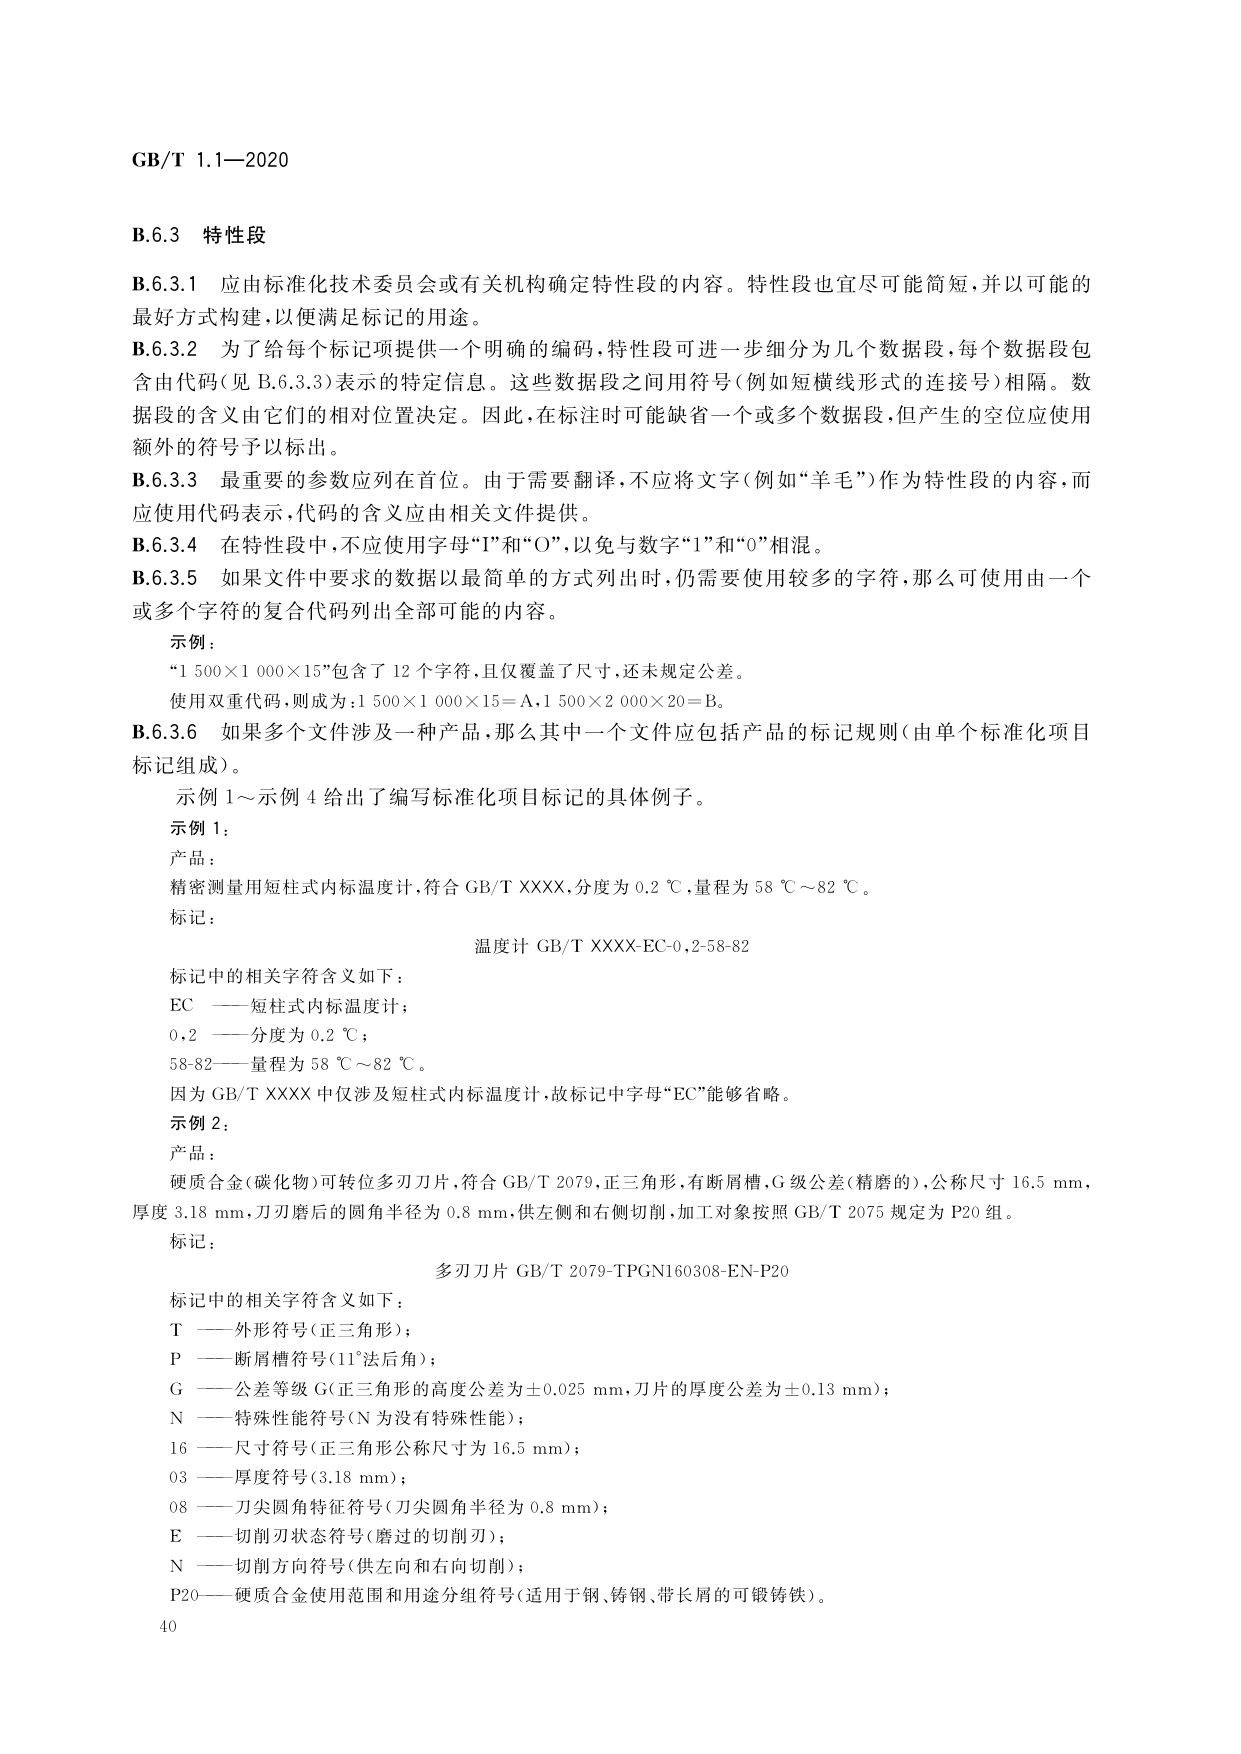 GB/T 1.1—2020
B.6.3 特性段
B.6.3.1 应由标准化技术委员会或有关机构确定特性段的内容。特性段也宜尽可能简短,并以可能的
最好方式构建,以便满足标记的用途。
B.6.3.2 为了给每个标记项提供一个明确的编码,特性段可进一步细分为几个数据段,每个数据段包
含由代码(见 B.6.3.3)表示的特定信息。这些数据段之间用符号(例如短横线形式的连接号)相隔。数
据段的含义由它们的相对位置决定。因此,在标注时可能缺省一个或多个数据段,但产生的空位应使用
额外的符号予以标出。
B.6.3.3 最重要的参数应列在首位。由于需要翻译,不应将文字(例如“羊毛”)作为特性段的内容,而
应使用代码表示,代码的含义应由相关文件提供。
B.6.3.4 在特性段中,不应使用字母“I”和“O”,以免与数字“1”和“0”相混。
B.6.3.5 如果文件中要求的数据以最简单的方式列出时,仍需要使用较多的字符,那么可使用由一个
或多个字符的复合代码列出全部可能的内容。
示例:
“1 500×1 000×15”包含了 12 个字符,且仅覆盖了尺寸,还未规定公差。
使用双重代码,则成为:1 500×1 000×15=A,1 500×2 000×20=B。
B.6.3.6 如果多个文件涉及一种产品,那么其中一个文件应包括产品的标记规则(由单个标准化项目
标记组成)。
示例 1～示例 4 给出了编写标准化项目标记的具体例子。
示例 1:
产品:
精密测量用短柱式内标温度计,符合 GB/T XXXX,分度为 0.2 ℃,量程为 58 ℃～82 ℃。
标记:
温度计 GB/T XXXX-EC-0,2-58-82
标记中的相关字符含义如下:
EC ——短柱式内标温度计;
0,2 ——分度为 0.2 ℃;
58-82——量程为 58 ℃～82 ℃。
因为 GB/T XXXX 中仅涉及短柱式内标温度计,故标记中字母“EC”能够省略。
示例 2:
产品:
硬质合金(碳化物)可转位多刃刀片,符合 GB/T 2079,正三角形,有断屑槽,G 级公差(精磨的),公称尺寸 16.5 mm,
厚度 3.18 mm,刀刃磨后的圆角半径为 0.8 mm,供左侧和右侧切削,加工对象按照 GB/T 2075 规定为 P20 组。
标记:
多刃刀片 GB/T 2079-TPGN160308-EN-P20
标记中的相关字符含义如下:
T ——外形符号(正三角形);
P ——断屑槽符号(11°法后角);
G ——公差等级 G(正三角形的高度公差为±0.025 mm,刀片的厚度公差为±0.13 mm);
N ——特殊性能符号(N 为没有特殊性能);
16 ——尺寸符号(正三角形公称尺寸为 16.5 mm);
03 ——厚度符号(3.18 mm);
08 ——刀尖圆角特征符号(刀尖圆角半径为 0.8 mm);
E ——切削刃状态符号(磨过的切削刃);
N ——切削方向符号(供左向和右向切削);
P20——硬质合金使用范围和用途分组符号(适用于钢、铸钢、带长屑的可锻铸铁)。
40